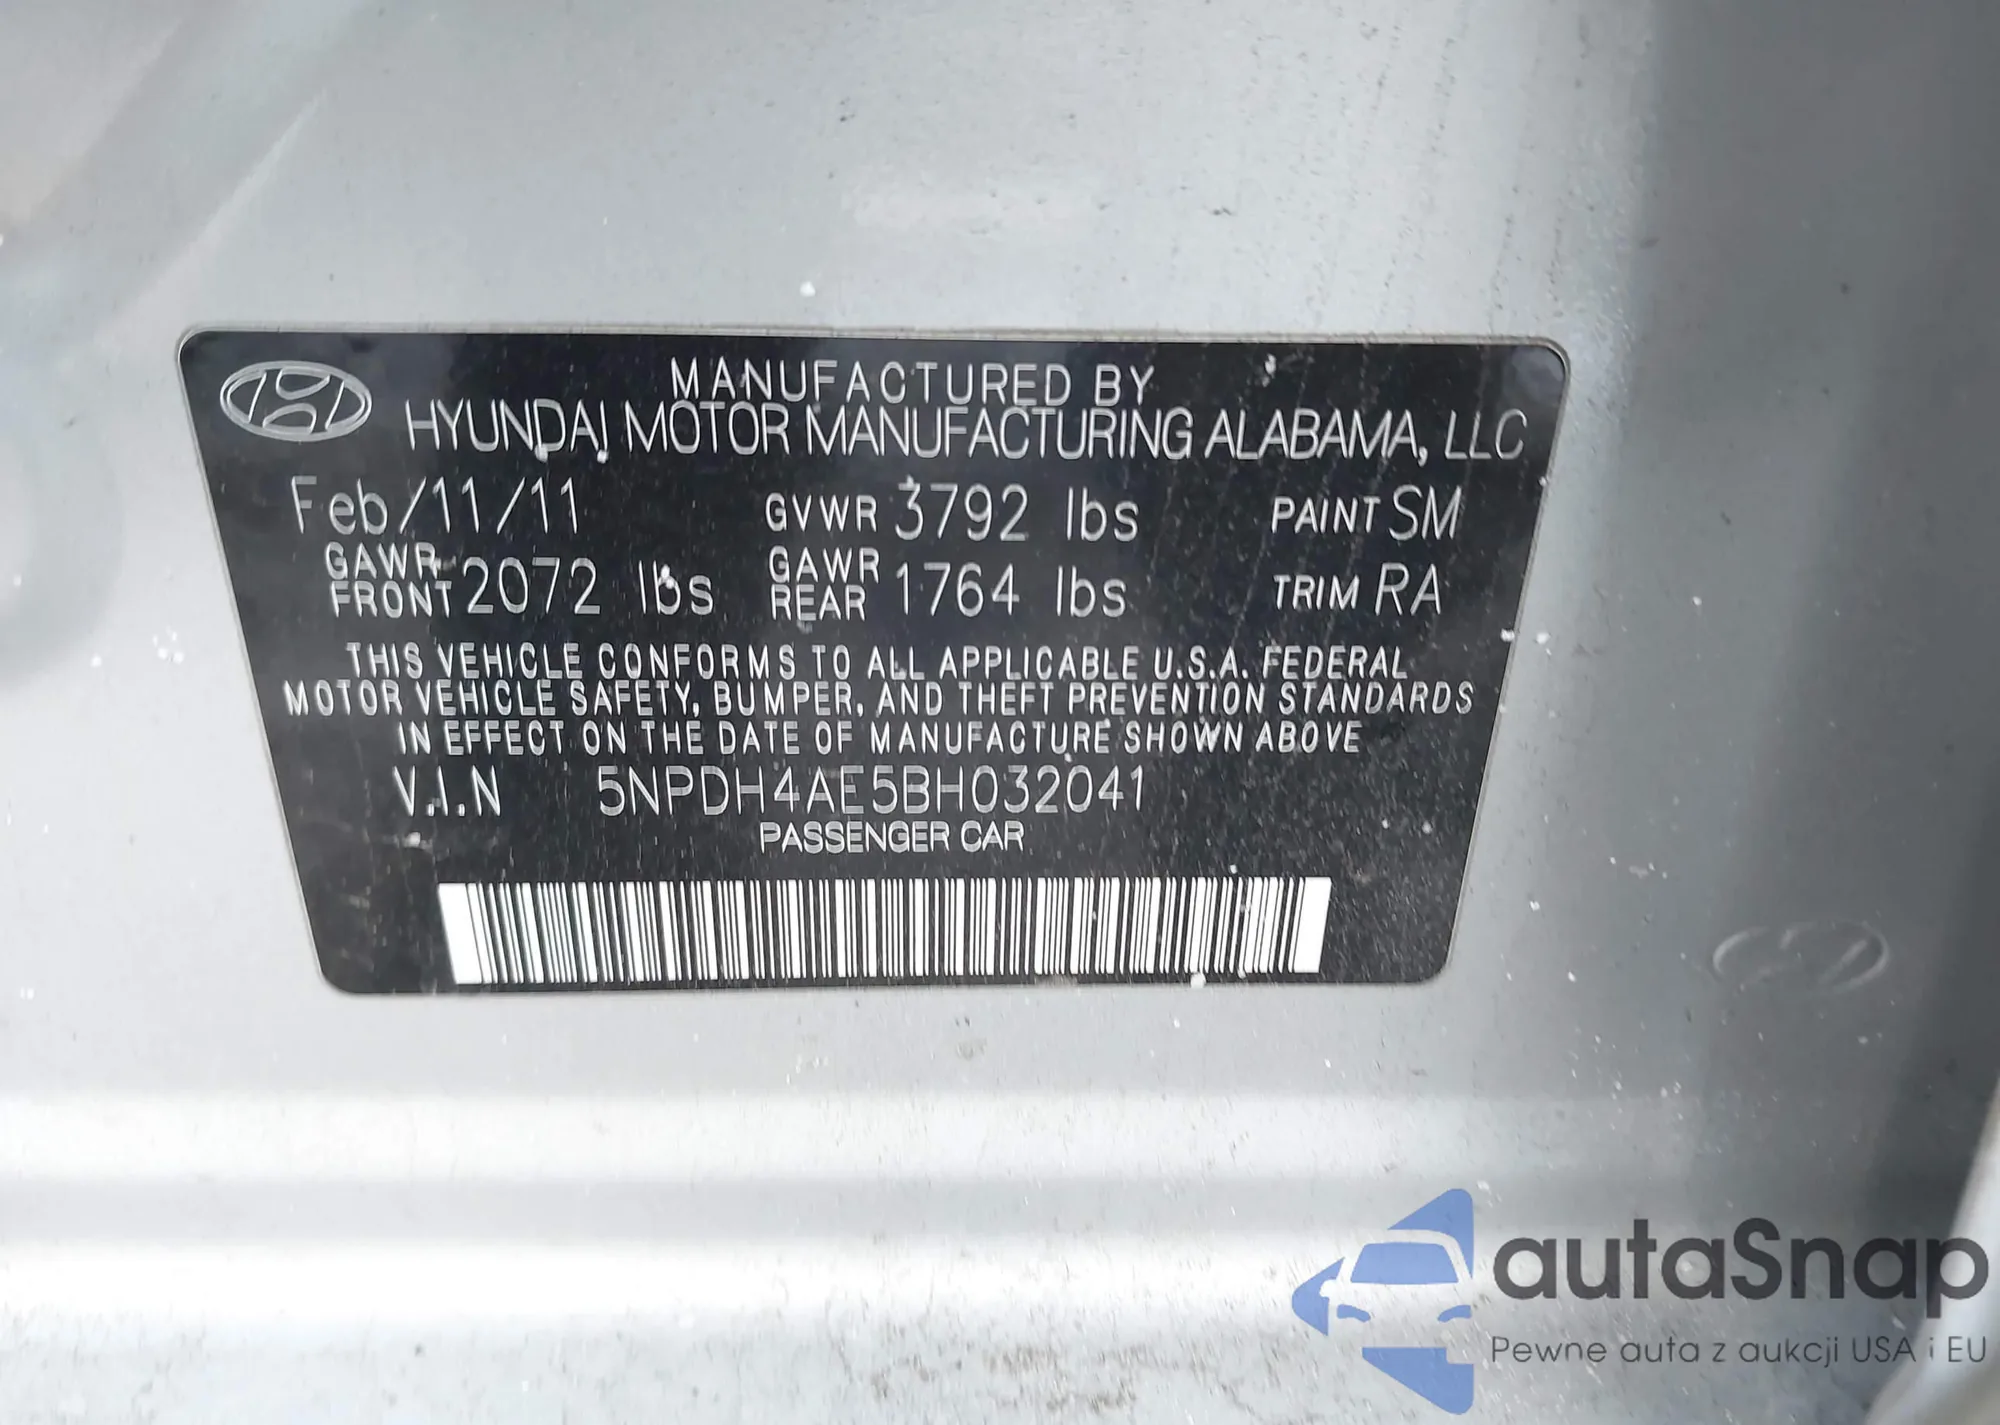 MANUFACTURED BY
HYUNDAI MOTOR MANUFACTURING ALABAMA, LLC
Feb/11/11 GVWR 3792 lbs PAINT SM
GAWR FRONT 2072 lbs GAWR REAR 1764 lbs TRIM RA
THIS VEHICLE CONFORMS TO ALL APPLICABLE U.S.A. FEDERAL
MOTOR VEHICLE SAFETY, BUMPER, AND THEFT PREVENTION STANDARDS
IN EFFECT ON THE DATE OF MANUFACTURE SHOWN ABOVE
V.I.N 5NPDH4AE5BH032041
PASSENGER CAR
autaSnap
Pewne auta z aukcji USA i EU